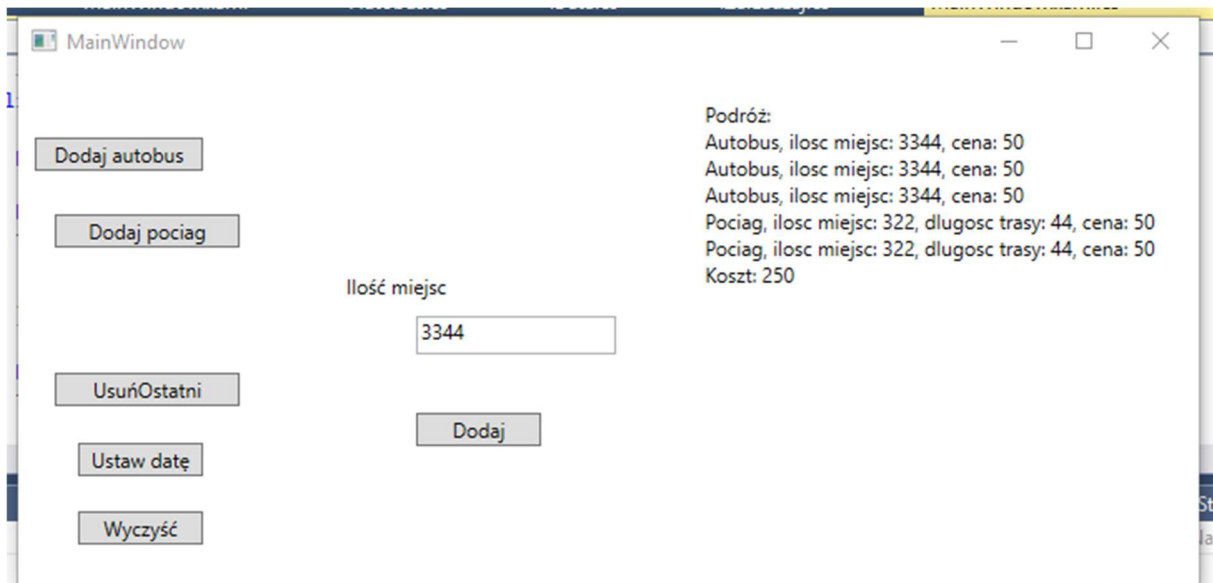 MainWindow
Dodaj autobus
Dodaj pociag
UsuńOstatni
Ustaw datę
Wyczyść
Ilość miejsc
3344
Dodaj
Podróż:
Autobus, ilosc miejsc: 3344, cena: 50
Autobus, ilosc miejsc: 3344, cena: 50
Autobus, ilosc miejsc: 3344, cena: 50
Pociag, ilosc miejsc: 322, dlugosc trasy: 44, cena: 50
Pociag, ilosc miejsc: 322, dlugosc trasy: 44, cena: 50
Koszt: 250